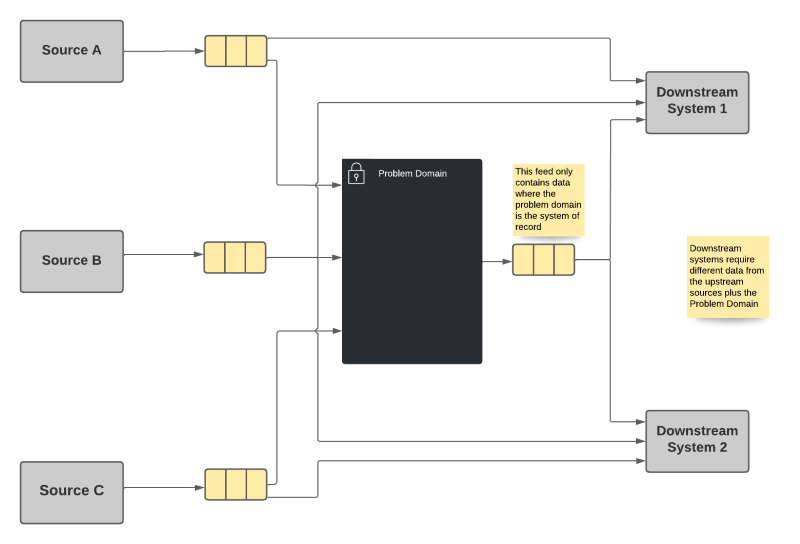 Source A
Downstream
System 1
Problem Domain
This feed only
contains data
where the
problem domain
is the system of
record
Source B
Downstream
systems require
different data from
the upstream
sources plus the
Problem Domain
Downstream
System 2
Source C